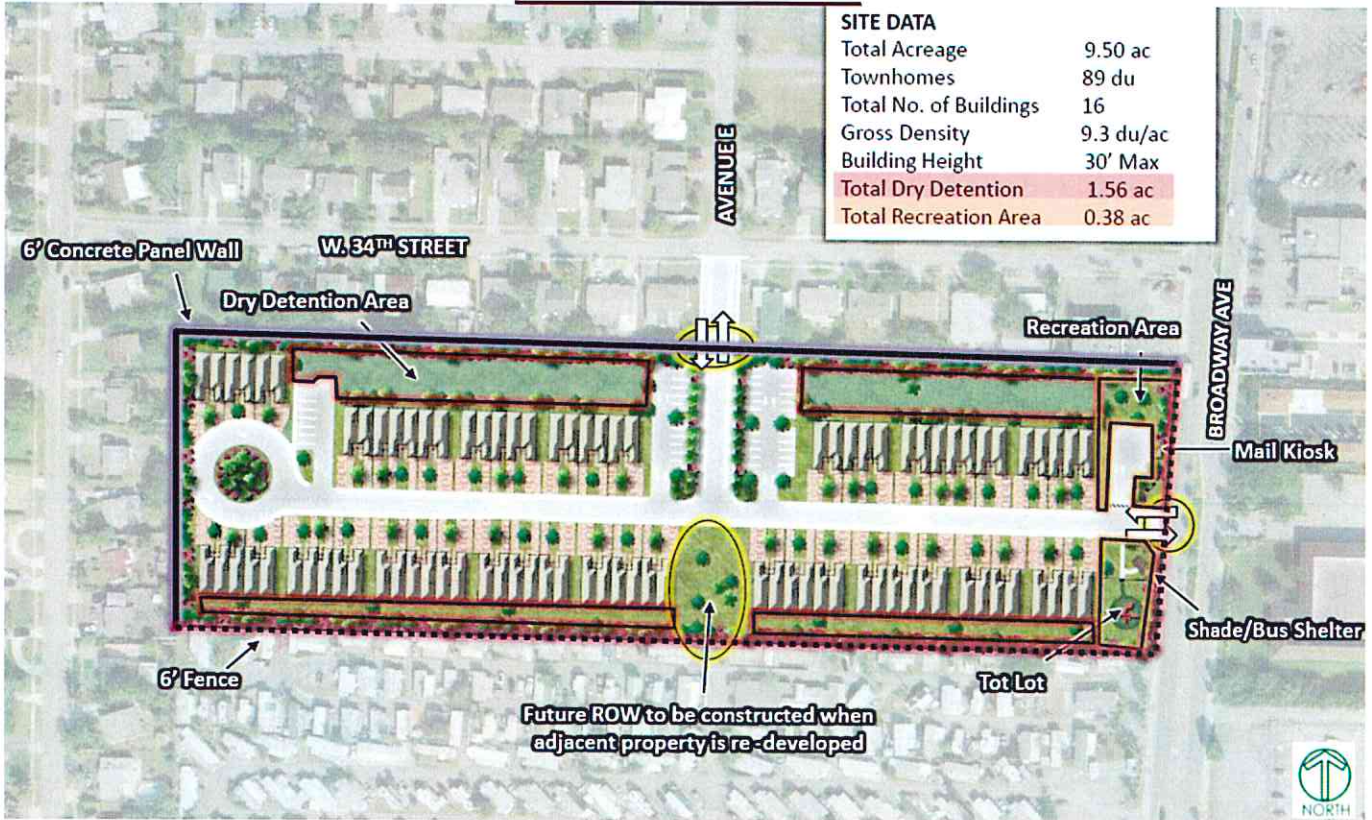 SITE DATA
Total Acreage 9.50 ac
Townhomes 89 du
Total No. of Buildings 16
Gross Density 9.3 du/ac
Building Height 30' Max
Total Dry Detention 1.56 ac
Total Recreation Area 0.38 ac
AVENUE E
6' Concrete Panel Wall
W. 34TH STREET
Dry Detention Area
Recreation Area
BROADWAY AVE
Mail Kiosk
Shade/Bus Shelter
6' Fence
Tot Lot
Future ROW to be constructed when
adjacent property is re-developed
NORTH